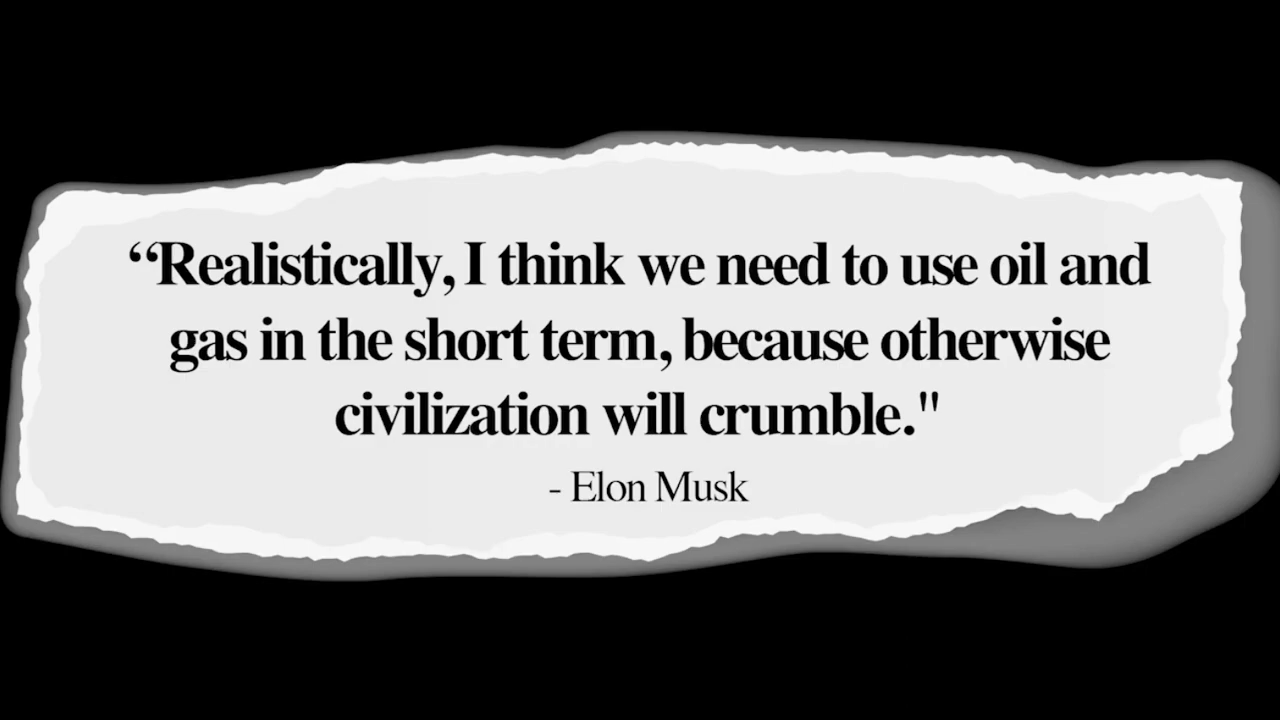 “Realistically, I think we need to use oil and
gas in the short term, because otherwise
civilization will crumble."
- Elon Musk